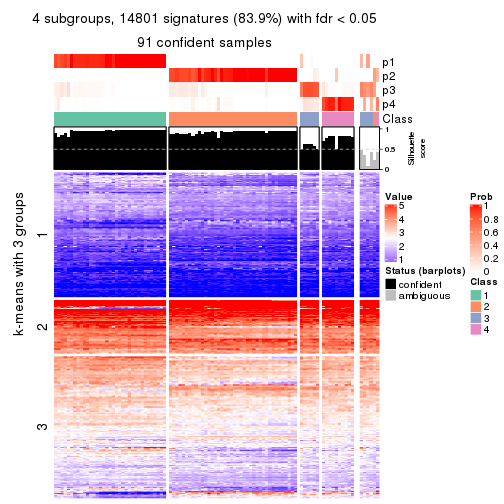 4 subgroups, 14801 signatures (83.9%) with fdr < 0.05
91 confident samples
p1
p2
p3
p4
Class
1
0.5
0
Silhouette
score
k-means with 3 groups
1
2
3
Value
5
4
3
2
1
Status (barplots)
confident
ambiguous
Prob
1
0.8
0.6
0.4
0.2
0
Class
1
2
3
4